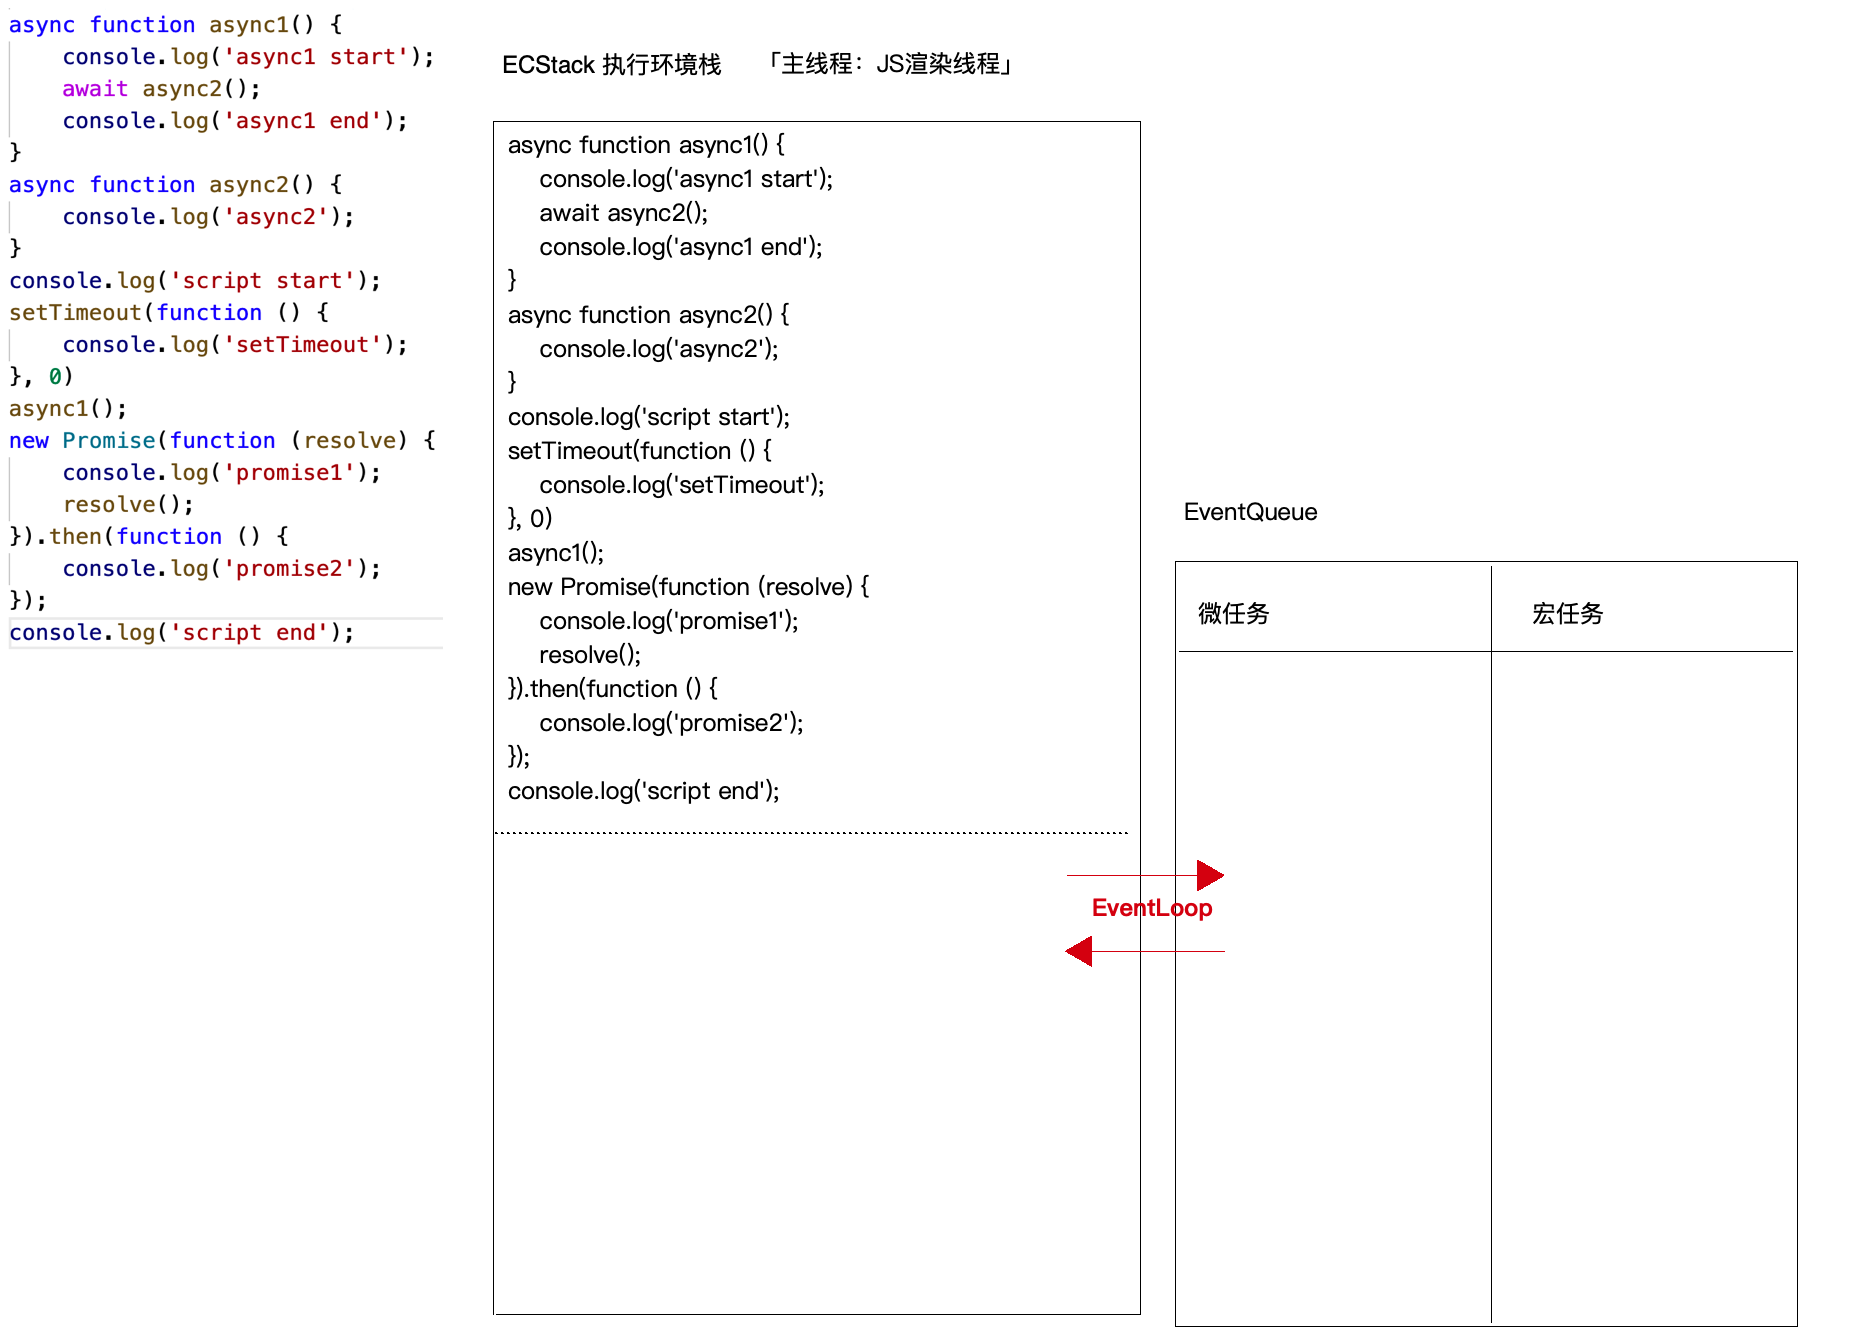 async function async1() {
    console.log('async1 start');
    await async2();
    console.log('async1 end');
}
async function async2() {
    console.log('async2');
}
console.log('script start');
setTimeout(function () {
    console.log('setTimeout');
}, 0)
async1();
new Promise(function (resolve) {
    console.log('promise1');
    resolve();
}).then(function () {
    console.log('promise2');
});
console.log('script end');
ECStack 执行环境栈 「主线程：JS渲染线程」
async function async1() {
    console.log('async1 start');
    await async2();
    console.log('async1 end');
}
async function async2() {
    console.log('async2');
}
console.log('script start');
setTimeout(function () {
    console.log('setTimeout');
}, 0)
async1();
new Promise(function (resolve) {
    console.log('promise1');
    resolve();
}).then(function () {
    console.log('promise2');
});
console.log('script end');
EventLoop
EventQueue
微任务 宏任务